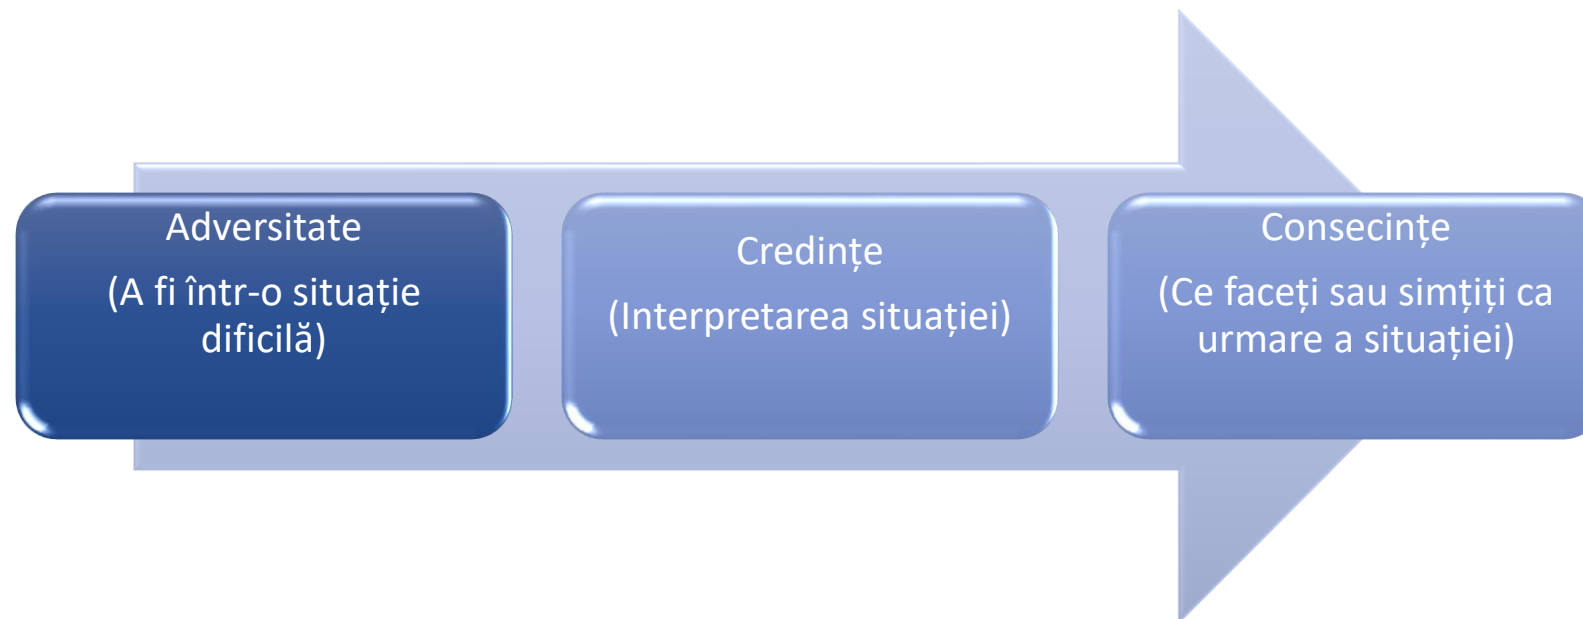 Adversitate
(A fi într-o situație
dificilă)
Credințe
(Interpretarea situației)
Consecințe
(Ce faceți sau simțiți ca
urmare a situației)